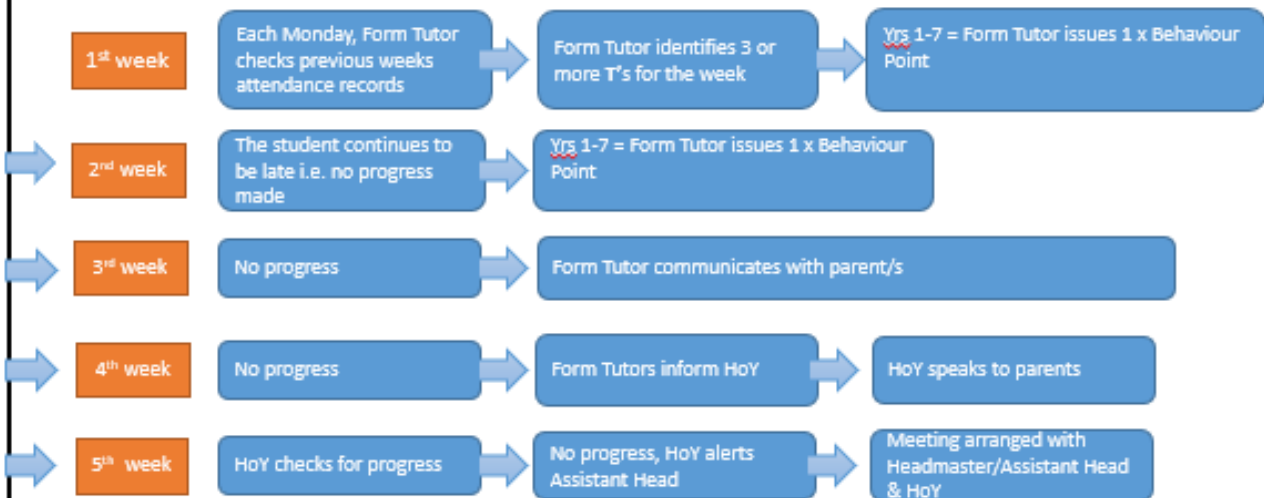 1st week
Each Monday, Form Tutor
checks previous weeks
attendance records
Form Tutor identifies 3 or
more T's for the week
Yrs 1-7 = Form Tutor issues 1 x Behaviour
Point
2nd week
The student continues to
be late i.e. no progress
made
Yrs 1-7 = Form Tutor issues 1 x Behaviour
Point
3rd week
No progress
Form Tutor communicates with parent/s
4th week
No progress
Form Tutors inform HoY
HoY speaks to parents
5th week
HoY checks for progress
No progress, HoY alerts
Assistant Head
Meeting arranged with
Headmaster/Assistant Head
& HoY